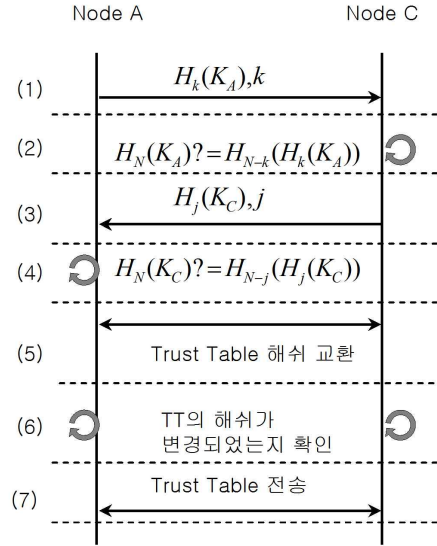 Node A
Node C
(1)
H_k(K_A),k
(2)
H_N(K_A)?=H_{N-k}(H_k(K_A))
(3)
H_j(K_C),j
(4)
H_N(K_C)?=H_{N-j}(H_j(K_C))
(5)
Trust Table 해쉬 교환
(6)
TT의 해쉬가
변경되었는지 확인
(7)
Trust Table 전송